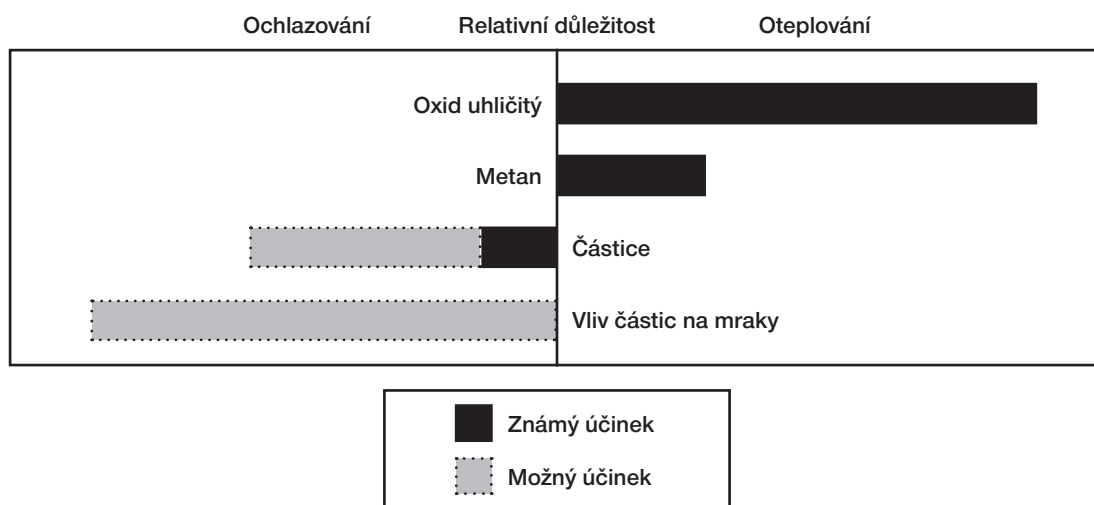 Ochlazování Relativní důležitost Oteplování
Oxid uhličitý
Metan
Částice
Vliv částic na mraky
Známý účinek
Možný účinek